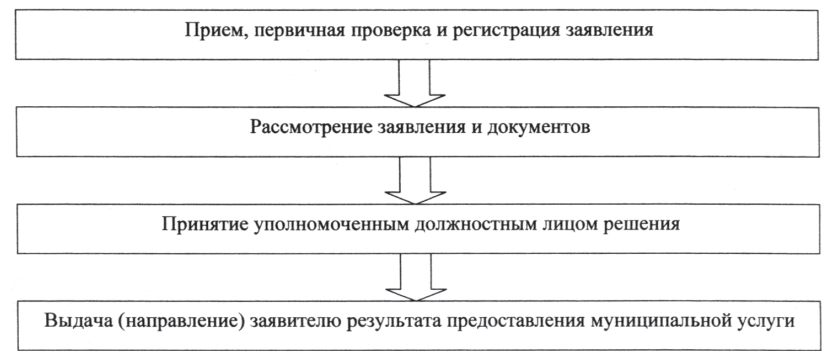 Прием, первичная проверка и регистрация заявления
Рассмотрение заявления и документов
Принятие уполномоченным должностным лицом решения
Выдача (направление) заявителю результата предоставления муниципальной услуги